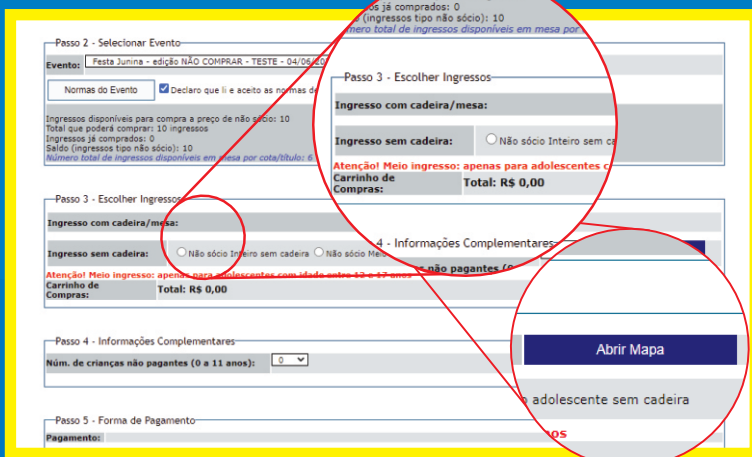 Passo 2 - Selecionar Evento
Evento: Festa Junina - edição NÃO COMPRAR - TESTE - 04/06/20
Normas do Evento Declaro que li e aceito as normas de
Ingressos disponíveis para compra a preço de não sócio: 10
Total que poderá comprar: 10 ingressos
Ingressos já comprados: 0
Saldo (ingressos tipo não sócio): 10
Número total de ingressos disponíveis em mesa por cota/título: 6
Passo 3 - Escolher Ingressos
Ingresso com cadeira/mesa:
Ingresso sem cadeira: Não sócio Inteiro sem cadeira Não sócio Meio
Atenção! Meio ingresso: apenas para adolescentes com idade entre 12 e 17 anos
Carrinho de
Compras: Total: R$ 0,00
Passo 4 - Informações Complementares
Núm. de crianças não pagantes (0 a 11 anos): 0
Passo 5 - Forma de Pagamento
Pagamento:
os já comprados: 0
(ingressos tipo não sócio): 10
mero total de ingressos disponíveis em mesa por
Passo 3 - Escolher Ingressos
Ingresso com cadeira/mesa:
Ingresso sem cadeira: Não sócio Inteiro sem ca
Atenção! Meio ingresso: apenas para adolescentes c
Carrinho de
Compras: Total: R$ 0,00
4 - Informações Complementares
não pagantes (0
Abrir Mapa
adolescente sem cadeira
nos